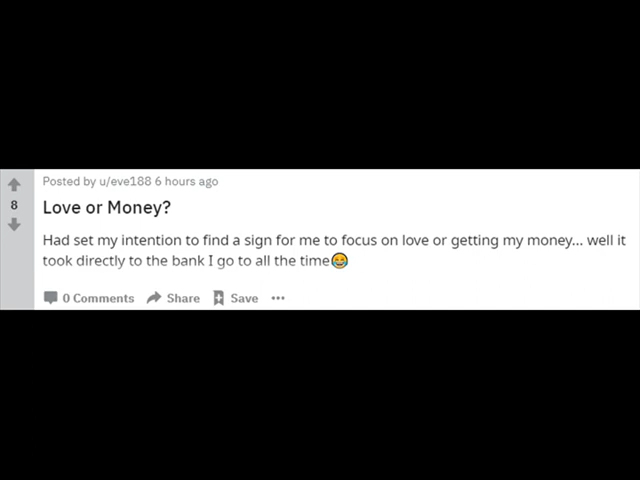 Posted by u/eve188 6 hours ago
8
Love or Money?
Had set my intention to find a sign for me to focus on love or getting my money... well it
took directly to the bank I go to all the time😂
0 Comments Share Save ...